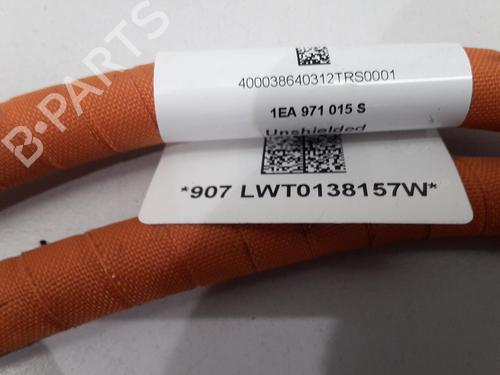 400038640312TRS0001
1EA 971 015 S
Unshielded
*907 LWT0138157W*
B-PARTS